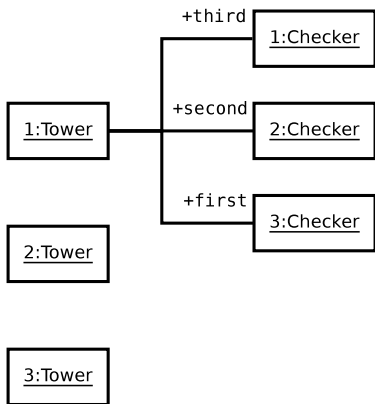 +third
1:Checker
+second
1:Tower
2:Checker
+first
3:Checker
2:Tower
3:Tower